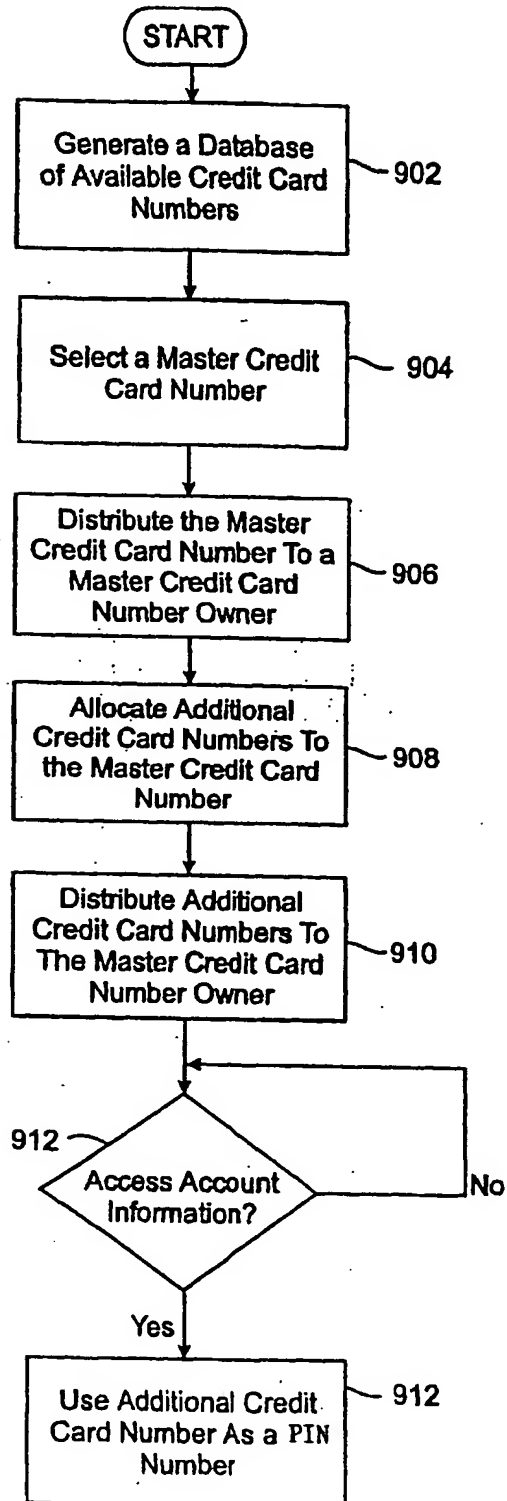 START
Generate a Database
of Available Credit Card
Numbers
902
Select a Master Credit
Card Number
904
Distribute the Master
Credit Card Number To a
Master Credit Card
Number Owner
906
Allocate Additional
Credit Card Numbers To
the Master Credit Card
Number
908
Distribute Additional
Credit Card Numbers To
The Master Credit Card
Number Owner
910
912
Access Account
Information?
No
Yes
Use Additional Credit
Card Number As a PIN
Number
912